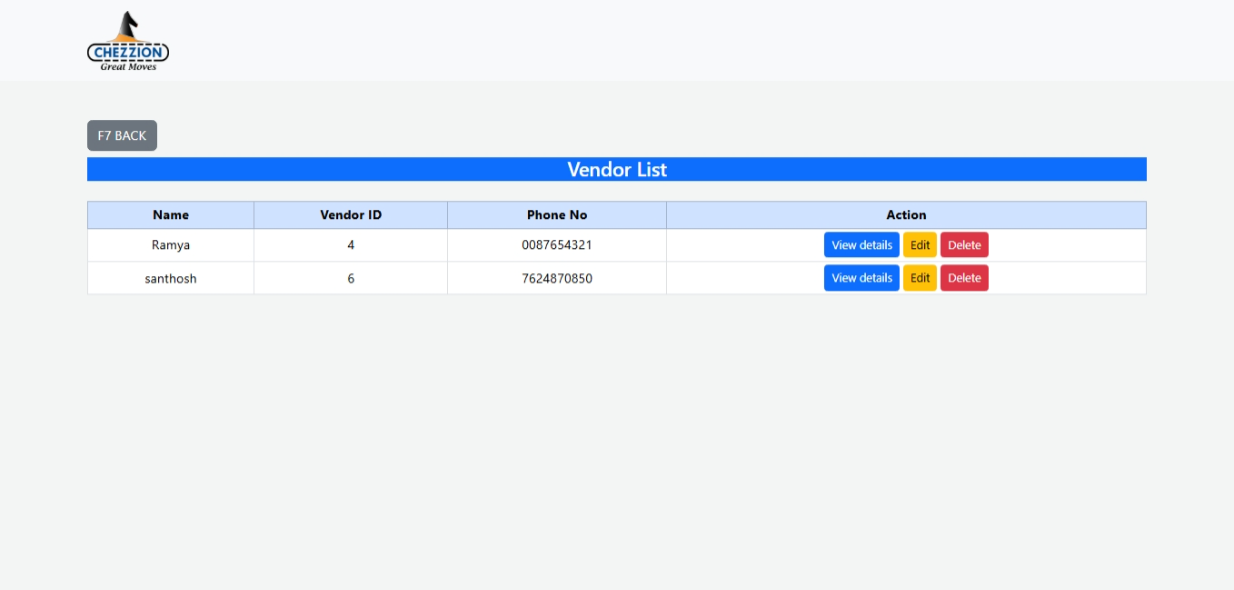 CHEZZION
Great Moves
F7 BACK
Vendor List
Name Vendor ID Phone No Action
Ramya 4 0087654321 View details Edit Delete
santhosh 6 7624870850 View details Edit Delete